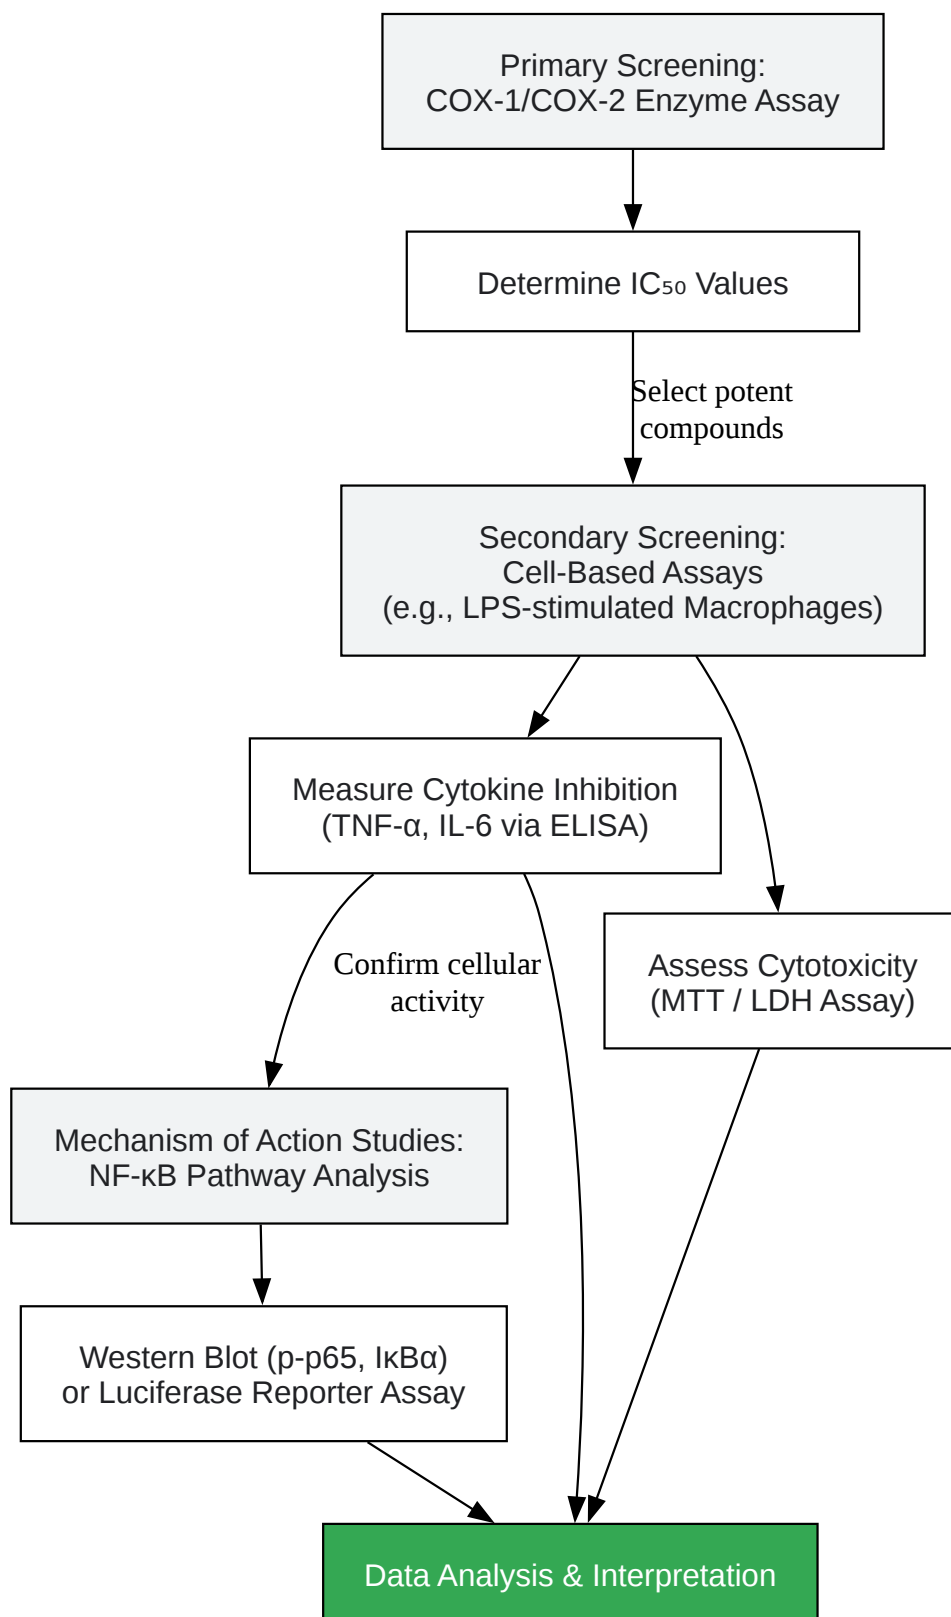 Primary Screening:
COX-1/COX-2 Enzyme Assay
Determine IC₅₀ Values
Select potent
compounds
Secondary Screening:
Cell-Based Assays
(e.g., LPS-stimulated Macrophages)
Measure Cytokine Inhibition
(TNF-α, IL-6 via ELISA)
Assess Cytotoxicity
(MTT / LDH Assay)
Confirm cellular
activity
Mechanism of Action Studies:
NF-κB Pathway Analysis
Western Blot (p-p65, IκBα)
or Luciferase Reporter Assay
Data Analysis & Interpretation